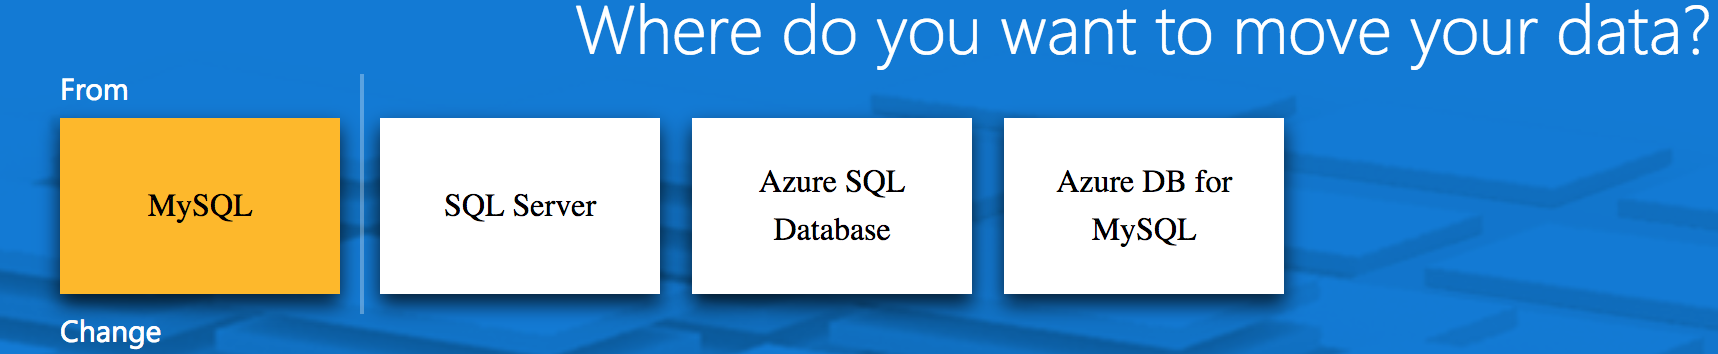 Where do you want to move your data?
From
MySQL
SQL Server
Azure SQL
Database
Azure DB for
MySQL
Change